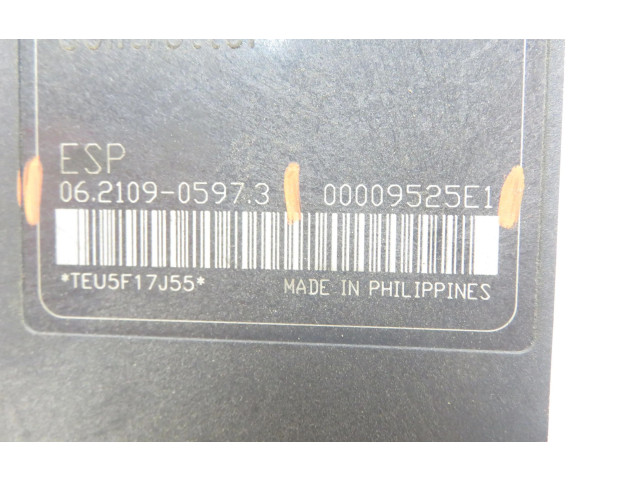 ESP
06.2109-0597.3 00009525E1
*TEU5F17J55* MADE IN PHILIPPINES